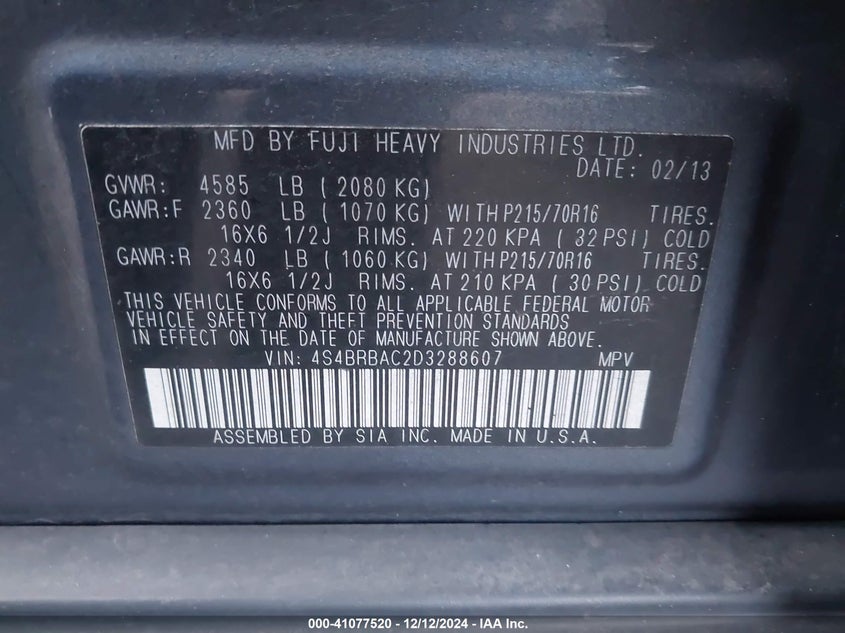 MFD BY FUJI HEAVY INDUSTRIES LTD.
DATE: 02/13
GVWR: 4585 LB ( 2080 KG)
GAWR:F 2360 LB ( 1070 KG) WITHP215/70R16 TIRES.
16X6 1/2J RIMS. AT 220 KPA ( 32 PSI) COLD
GAWR:R 2340 LB ( 1060 KG) WITHP215/70R16 TIRES.
16X6 1/2J RIMS. AT 210 KPA ( 30 PSI) COLD
THIS VEHICLE CONFORMS TO ALL APPLICABLE FEDERAL MOTOR
VEHICLE SAFETY AND THEFT PREVENTION STANDARDS
IN EFFECT ON THE DATE OF MANUFACTURE SHOWN ABOVE.
VIN: 4S4BRBAC2D3288607 MPV
ASSEMBLED BY SIA INC. MADE IN U.S.A.
000-41077520 - 12/12/2024 - IAA Inc.